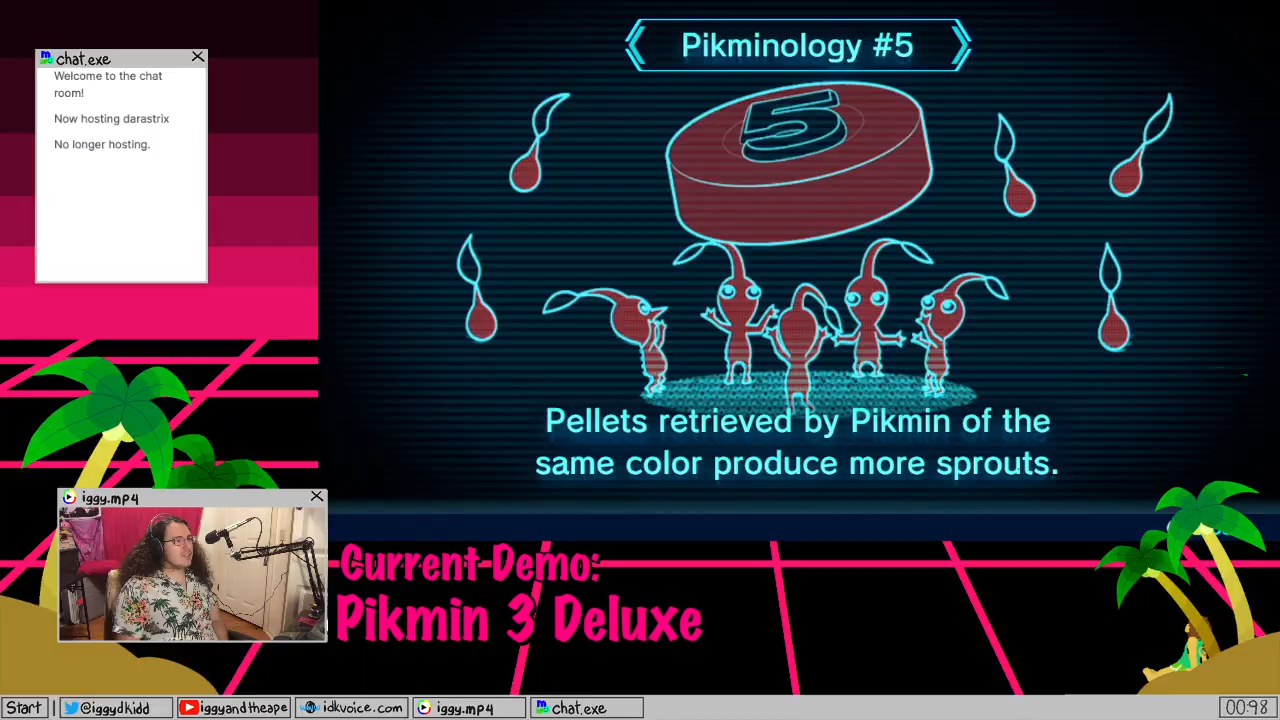 Pikminology #5
chat.exe
Welcome to the chat
room!
Now hosting darastrix
No longer hosting.
5
Pellets retrieved by Pikmin of the
same color produce more sprouts.
iggy.mp4
Current Demo:
Pikmin 3 Deluxe
Start | @iggydkidd iggyandtheape www idkvoice.com iggy.mp4 chat.exe 00:98